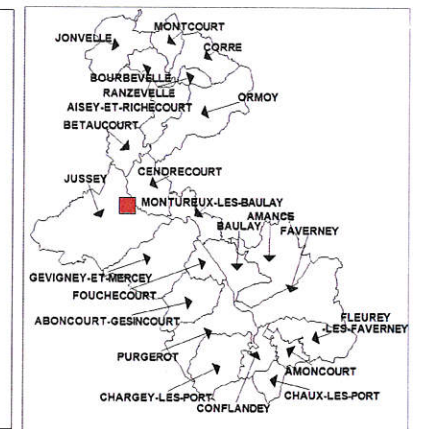 MONTCOURT
JONVELLE
CORRE
BOURBEVELLE
RANZEVELLE
AISEY-ET-RICHECOURT
ORMOY
BETAUCOURT
CENDRECOURT
JUSSEY
MONTUREUX-LES-BAULAY
AMANCE
BAULAY
FAVERNEY
GEVIGNEY-ET-MERCEY
FOUCHECOURT
ABONCOURT-GESINCOURT
FLEUREY
-LES-FAVERNEY
PURGEROT
AMONCOURT
CHARGEY-LES-PORT
CHAUX-LES-PORT
CONFLANDEY